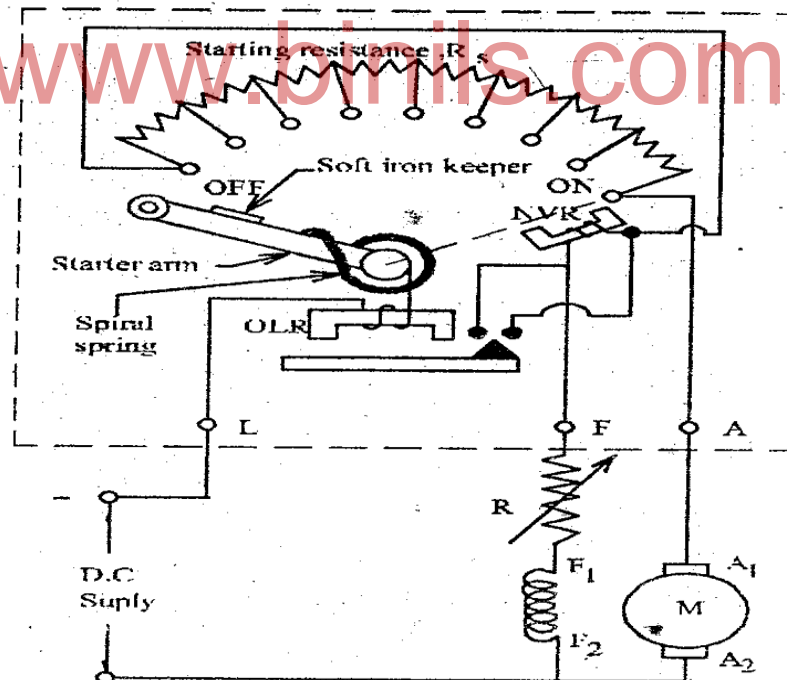 www.binils.com
Starting resistance ,R s
OFF
Soft iron keeper
ON
NVR
Starter arm
Spiral
spring
OLR
L
F
A
R
D.C
Suply
F1
F2
M
A1
A2